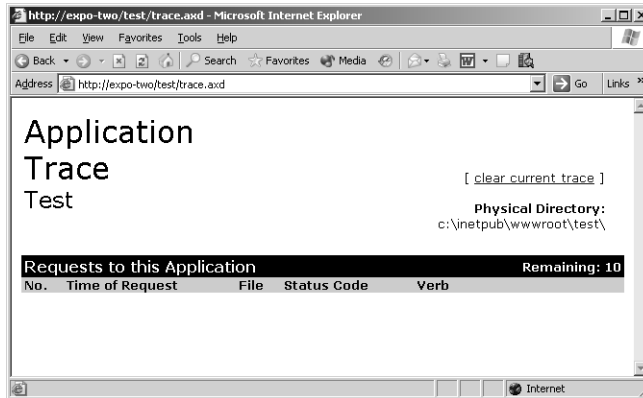 http://expo-two/test/trace.axd - Microsoft Internet Explorer
File Edit View Favorites Tools Help
Back Search Favorites Media
Address http://expo-two/test/trace.axd Go Links »
Application
Trace
Test
[ clear current trace ]
Physical Directory:
c:\inetpub\wwwroot\test\
Requests to this Application Remaining: 10
No. Time of Request File Status Code Verb
Internet